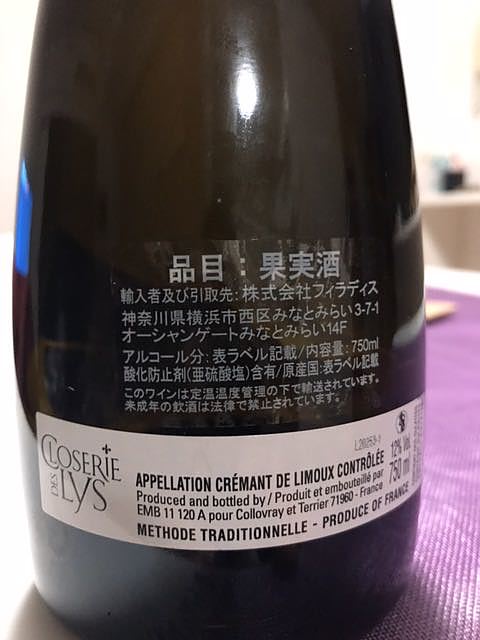 品目：果実酒
輸入者及び引取先：株式会社フィラディス
神奈川県横浜市西区みなとみらい3-7-1
オーシャンゲートみなとみらい14F
アルコール分：表ラベル記載/内容量：750ml
酸化防止剤(亜硫酸塩)含有/原産国：表ラベル記載
このワインは定温温度管理の下で輸送されています。
未成年の飲酒は法律で禁止されています。
CLOSERIE
DES LYS
L20253-1
APPELLATION CRÉMANT DE LIMOUX CONTRÔLÉE
Produced and bottled by / Produit et embouteillé par
EMB 11 120 A pour Collovray et Terrier 71960 - France
METHODE TRADITIONNELLE - PRODUCE OF FRANCE
12% Vol.
750 ml